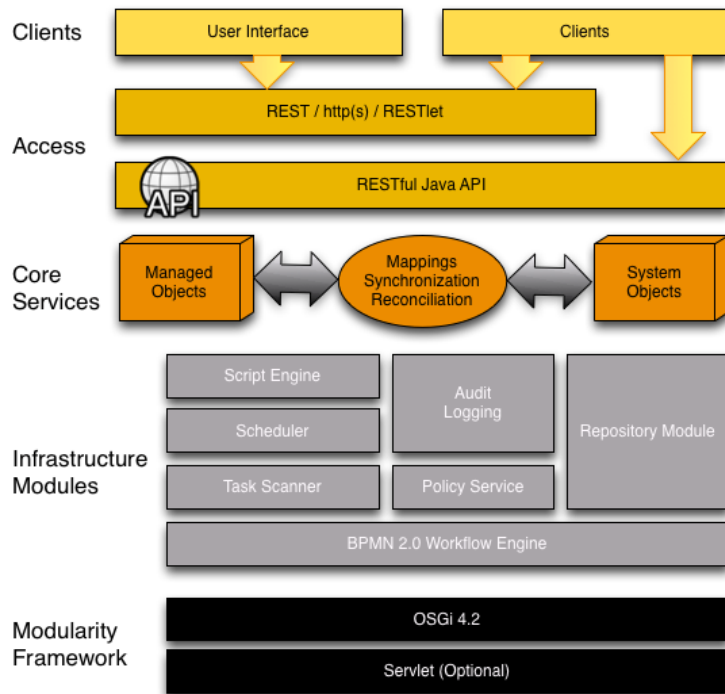 Clients
User Interface
Clients
REST / http(s) / RESTlet
Access
API
RESTful Java API
Core
Services
Managed
Objects
Mappings
Synchronization
Reconciliation
System
Objects
Infrastructure
Modules
Script Engine
Audit
Logging
Repository Module
Scheduler
Task Scanner
Policy Service
BPMN 2.0 Workflow Engine
Modularity
Framework
OSGi 4.2
Servlet (Optional)